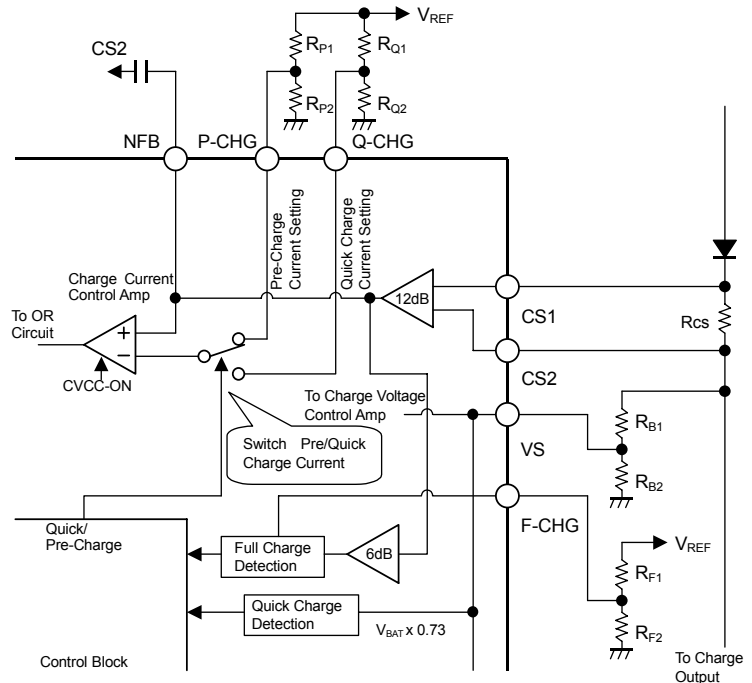 VREF
RP1
RQ1
CS2
RP2
RQ2
NFB
P-CHG
Q-CHG
Pre-Charge
Current Setting
Quick Charge
Current Setting
Charge Current
Control Amp
12dB
CS1
Rcs
To OR
Circuit
+
−
CVCC-ON
CS2
To Charge Voltage
Control Amp
RB1
Switch Pre/Quick
Charge Current
VS
RB2
F-CHG
Quick/
Pre-Charge
Full Charge
Detection
6dB
VREF
RF1
Quick Charge
Detection
VBAT x 0.73
RF2
Control Block
To Charge
Output